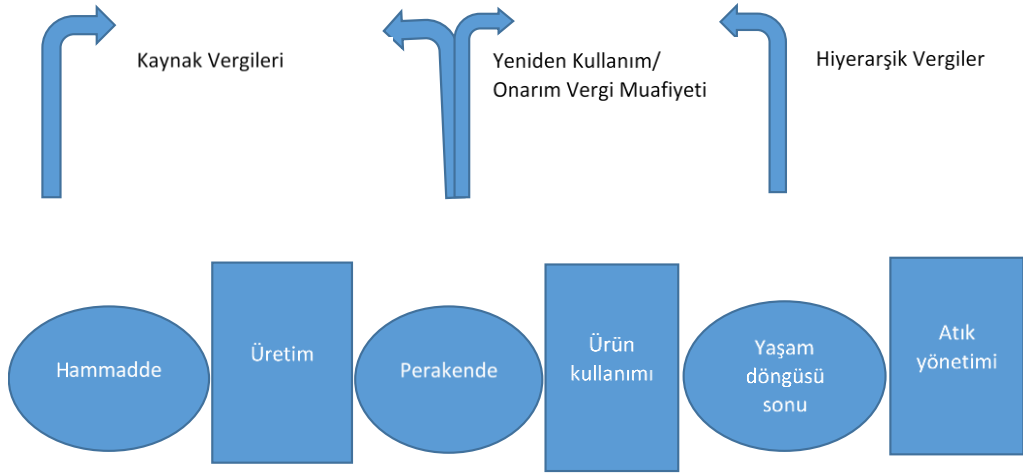 Kaynak Vergileri
Yeniden Kullanım/
Onarım Vergi Muafiyeti
Hiyerarşik Vergiler
Hammadde
Üretim
Perakende
Ürün
kullanımı
Yaşam
döngüsü
sonu
Atık
yönetimi